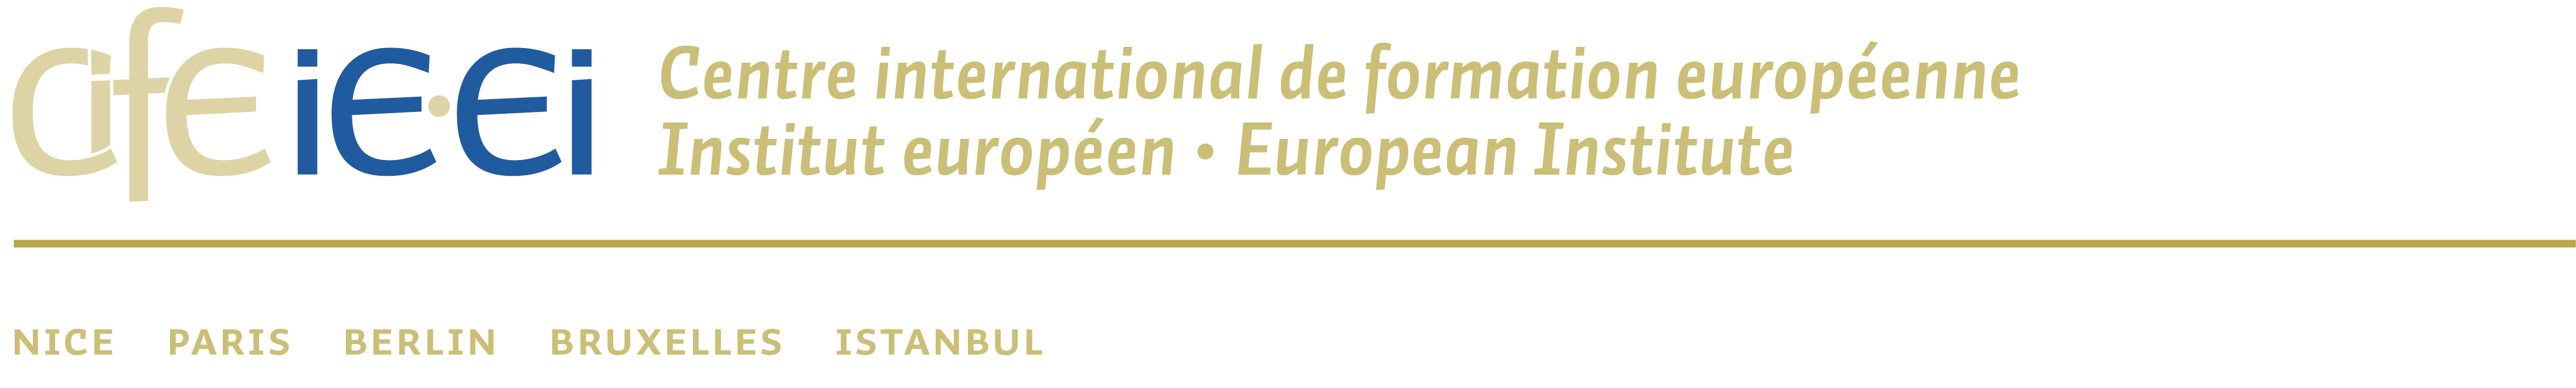 cife iE·Ei
Centre international de formation européenne
Institut européen • European Institute
NICE PARIS BERLIN BRUXELLES ISTANBUL